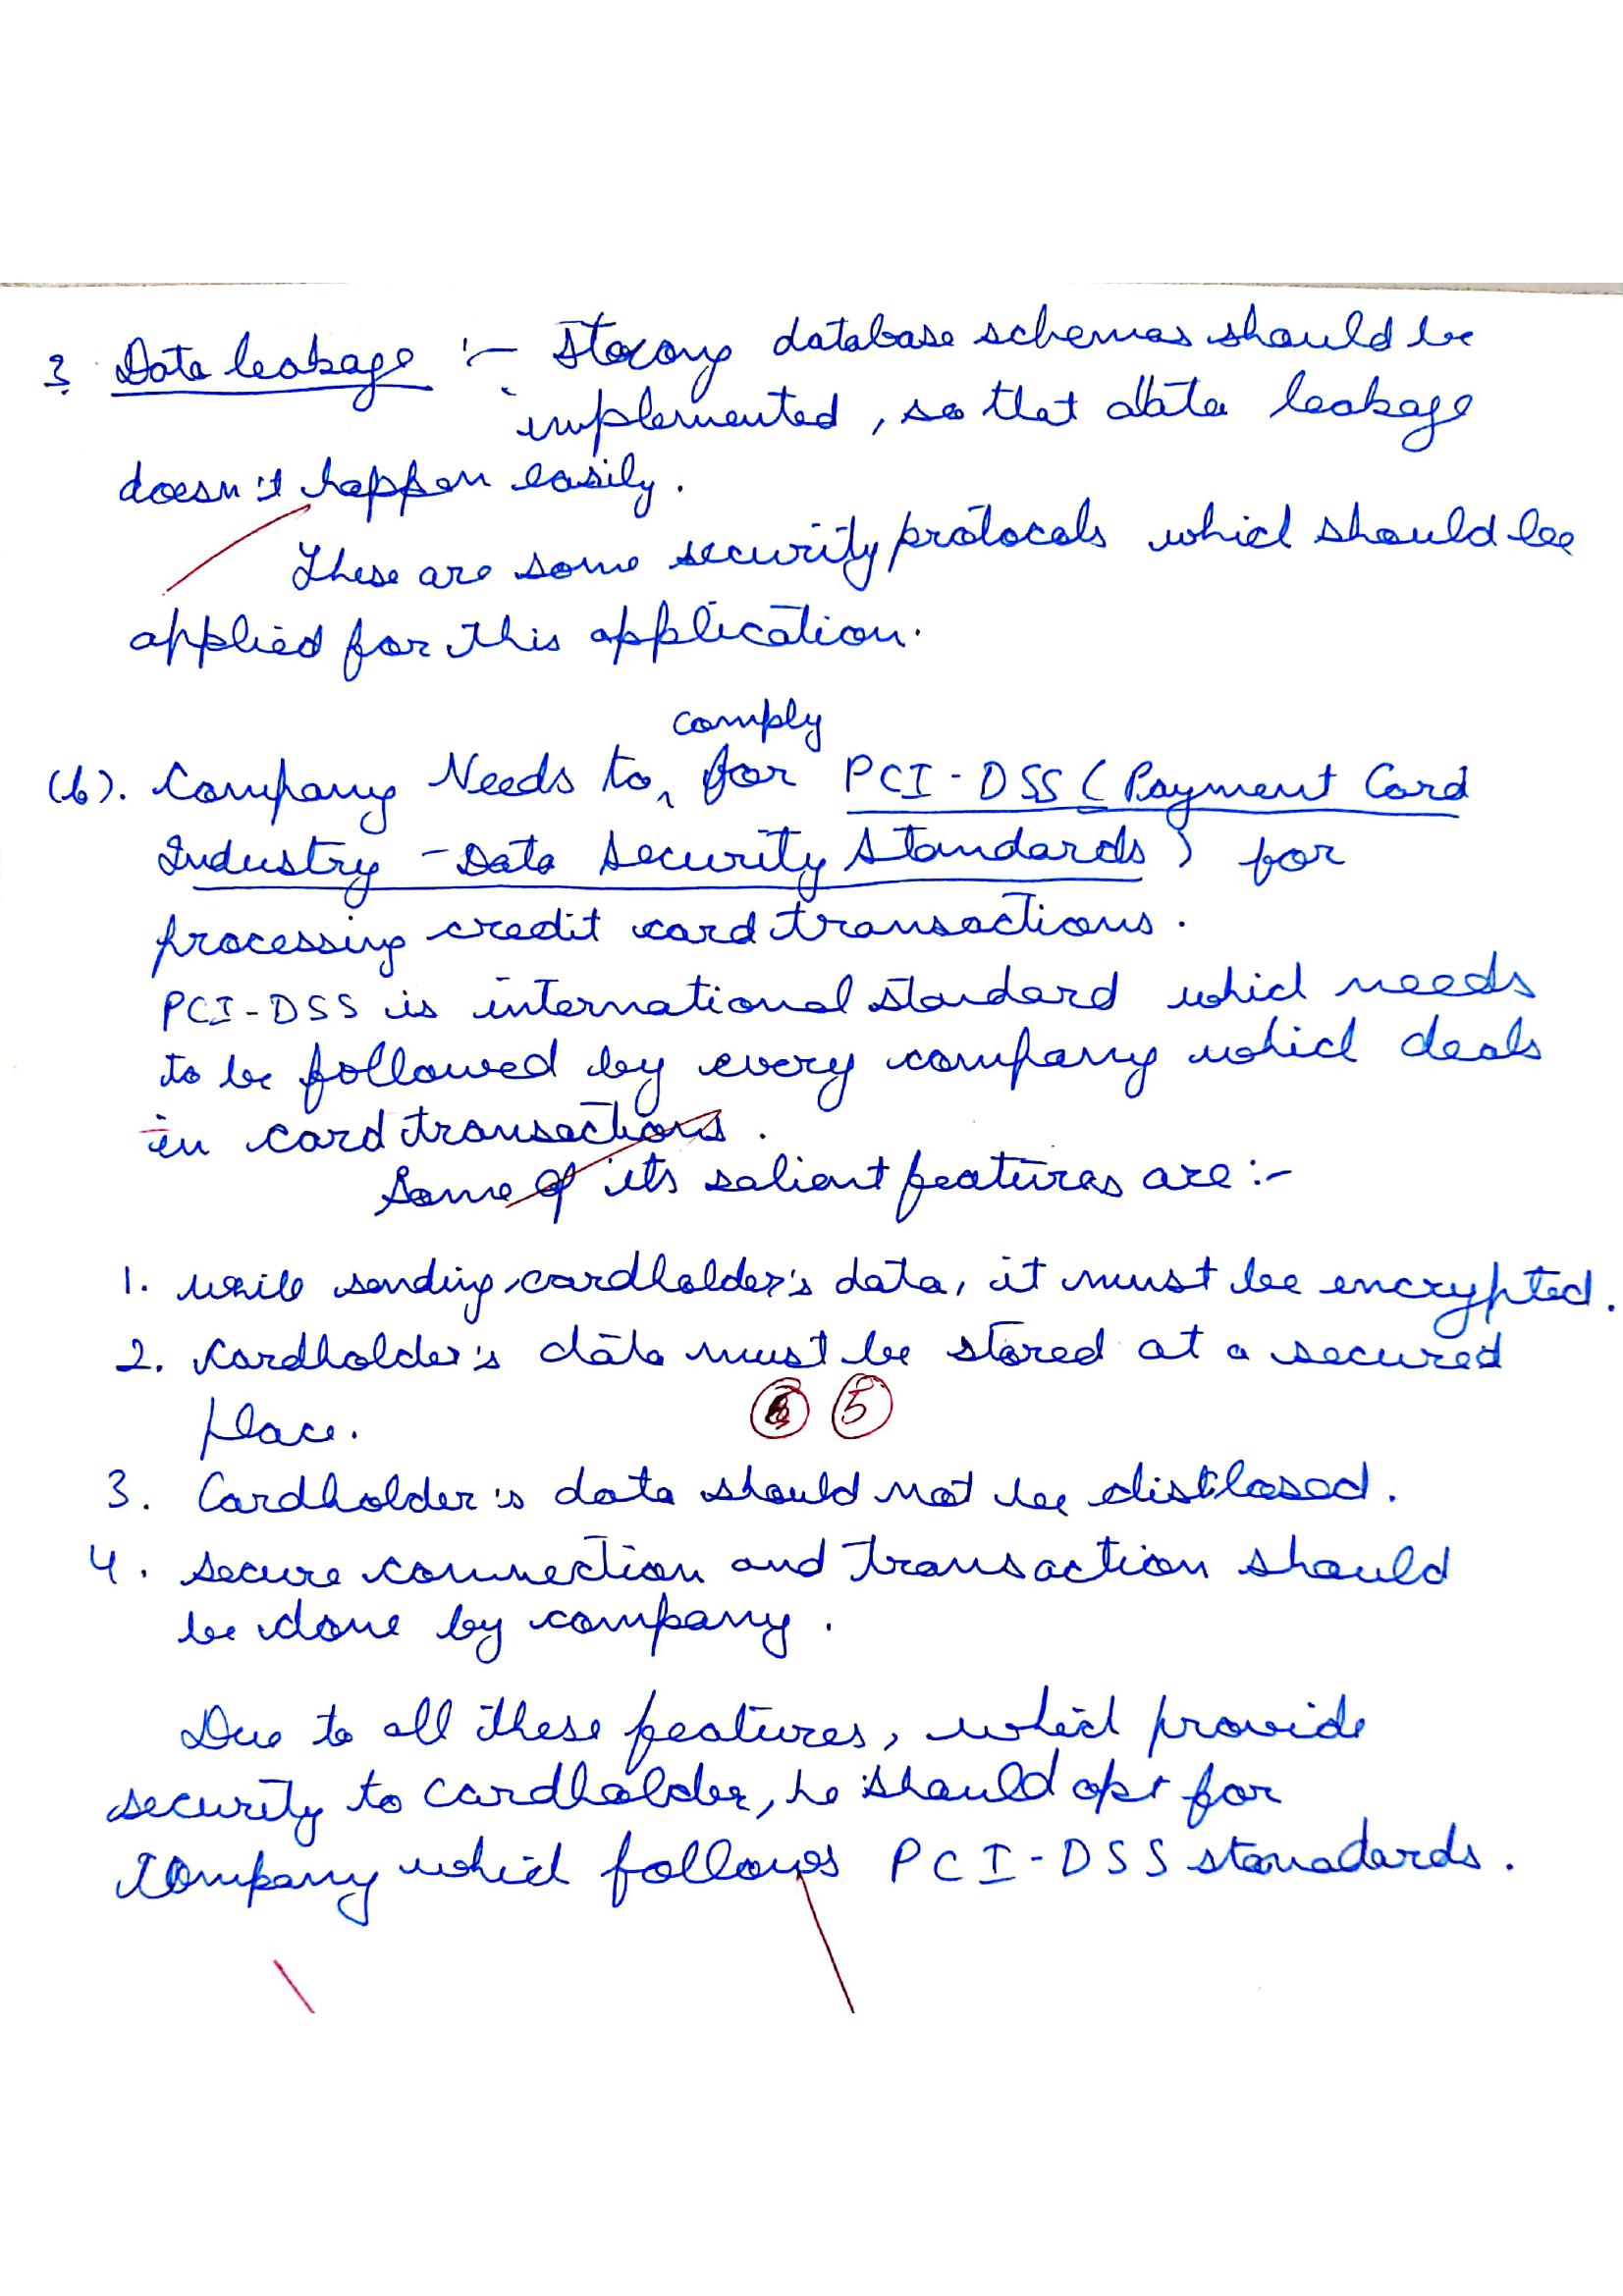 3. Data leakage :- Strong database schemas should be
implemented, so that data leakage
doesn't happen easily.
These are some security protocols which should be
applied for this application.
comply
(b). Company Needs to, for PCI-DSS (Payment Card
Industry - Data Security Standards) for
processing credit card transactions.
PCI-DSS is international standard which needs
to be followed by every company which deals
in card transactions.
Some of its salient features are :-
1. while sending cardholder's data, it must be encrypted.
2. Cardholder's data must be stored at a secured
5
place.
3. Cardholder's data should not be disclosed.
4. Secure connection and transaction should
be done by company.
Due to all these features, which provide
security to cardholder, he should opt for
Company which follows PCI-DSS stanadards.